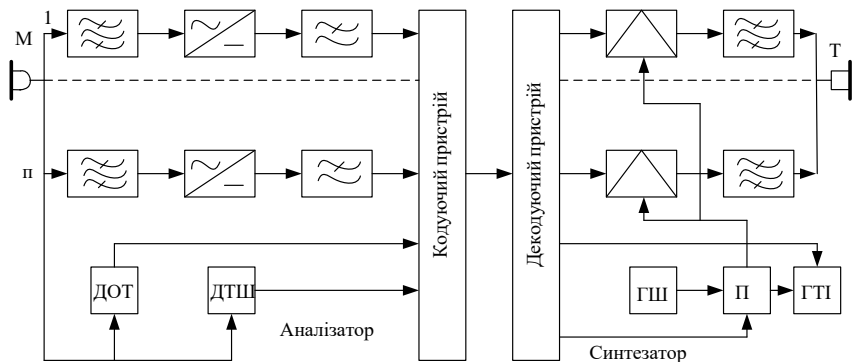 1
М
Т
п
Кодуючий пристрій
Декодуючий пристрій
ДОТ
ДТШ
ГШ
П
ГТІ
Аналізатор
Синтезатор